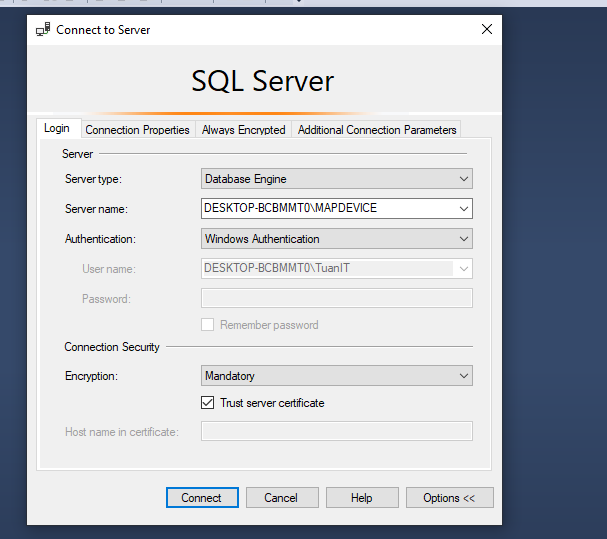 Connect to Server
SQL Server
Login Connection Properties Always Encrypted Additional Connection Parameters
Server
Server type: Database Engine
Server name: DESKTOP-BCBMMT0\MAPDEVICE
Authentication: Windows Authentication
User name: DESKTOP-BCBMMT0\TuanIT
Password:
Remember password
Connection Security
Encryption: Mandatory
Trust server certificate
Host name in certificate:
Connect Cancel Help Options <<